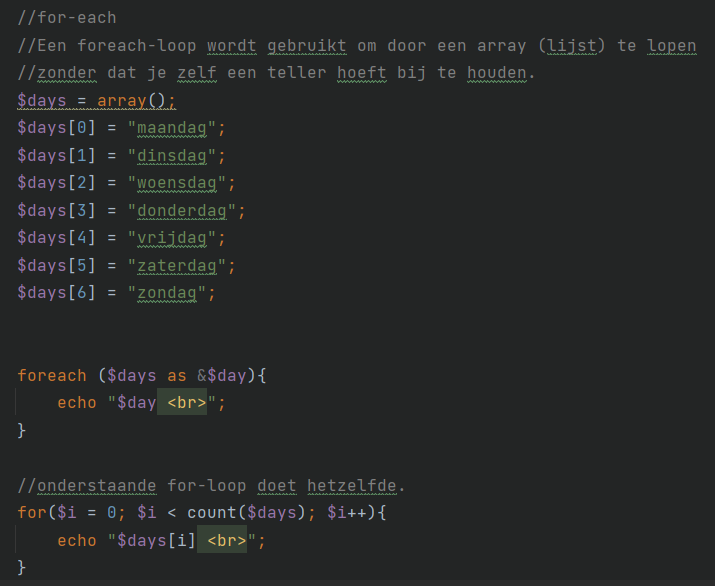 //for-each
//Een foreach-loop wordt gebruikt om door een array (lijst) te lopen
//zonder dat je zelf een teller hoeft bij te houden.
$days = array();
$days[0] = "maandag";
$days[1] = "dinsdag";
$days[2] = "woensdag";
$days[3] = "donderdag";
$days[4] = "vrijdag";
$days[5] = "zaterdag";
$days[6] = "zondag";
foreach ($days as &$day){
    echo "$day <br>";
}
//onderstaande for-loop doet hetzelfde.
for($i = 0; $i < count($days); $i++){
    echo "$days[i] <br>";
}